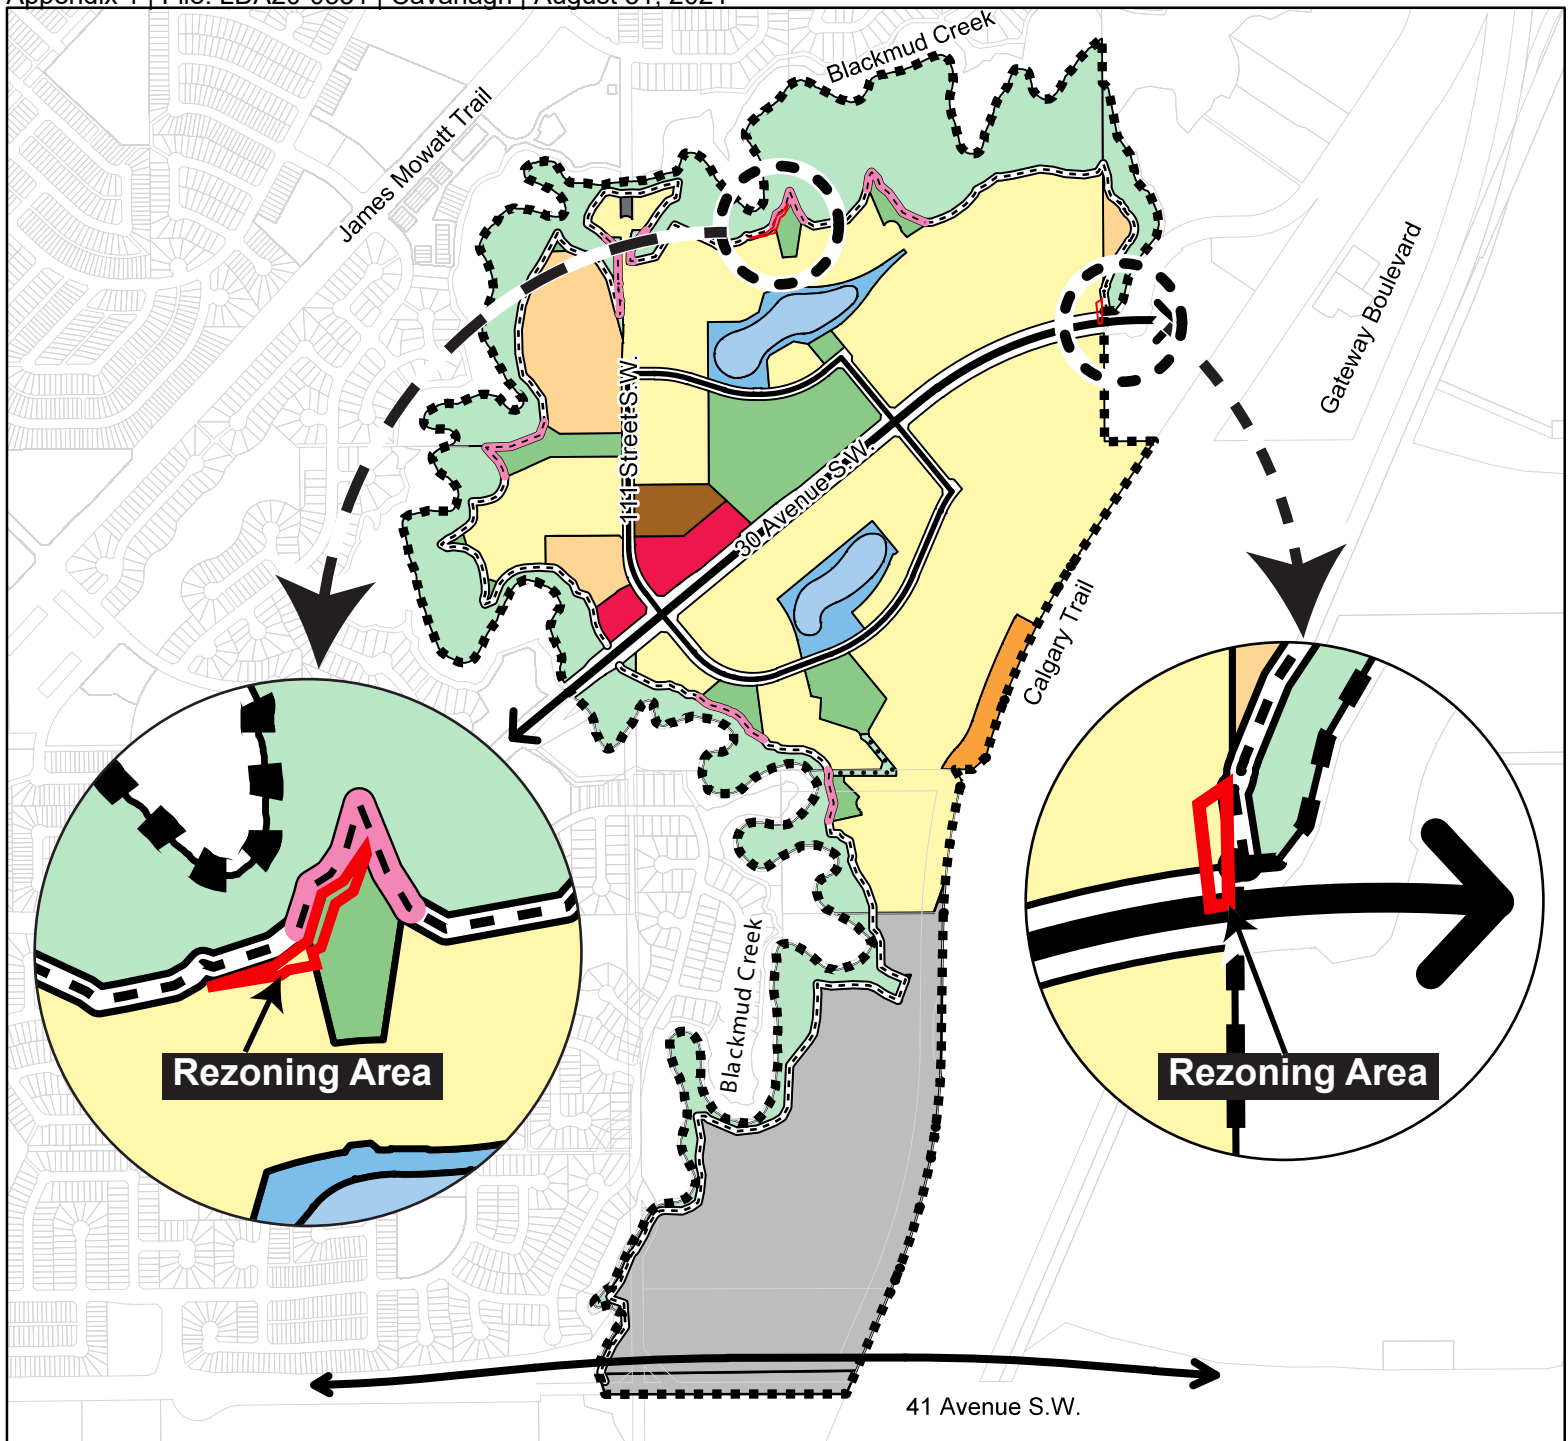 Blackmud Creek
James Mowatt Trail
Gateway Boulevard
111 Street S.W.
30 Avenue S.W.
Calgary Trail
Rezoning Area
Rezoning Area
Blackmud Creek
41 Avenue S.W.